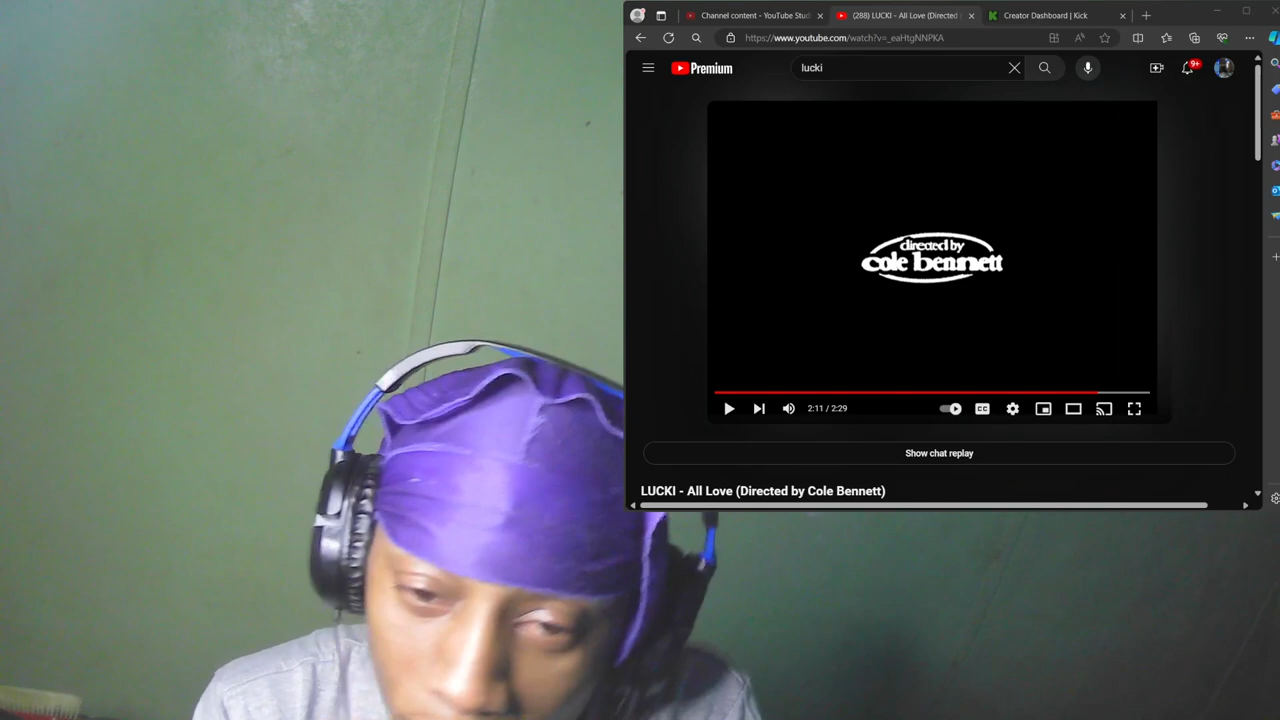 Channel content - YouTube Stud
(288) LUCKI - All Love (Directed
Creator Dashboard | Kick
https://www.youtube.com/watch?v=_eaHtgNNPKA
Premium
lucki
9+
directed by
cole bennett
2:11 / 2:29
CC
Show chat replay
LUCKI - All Love (Directed by Cole Bennett)